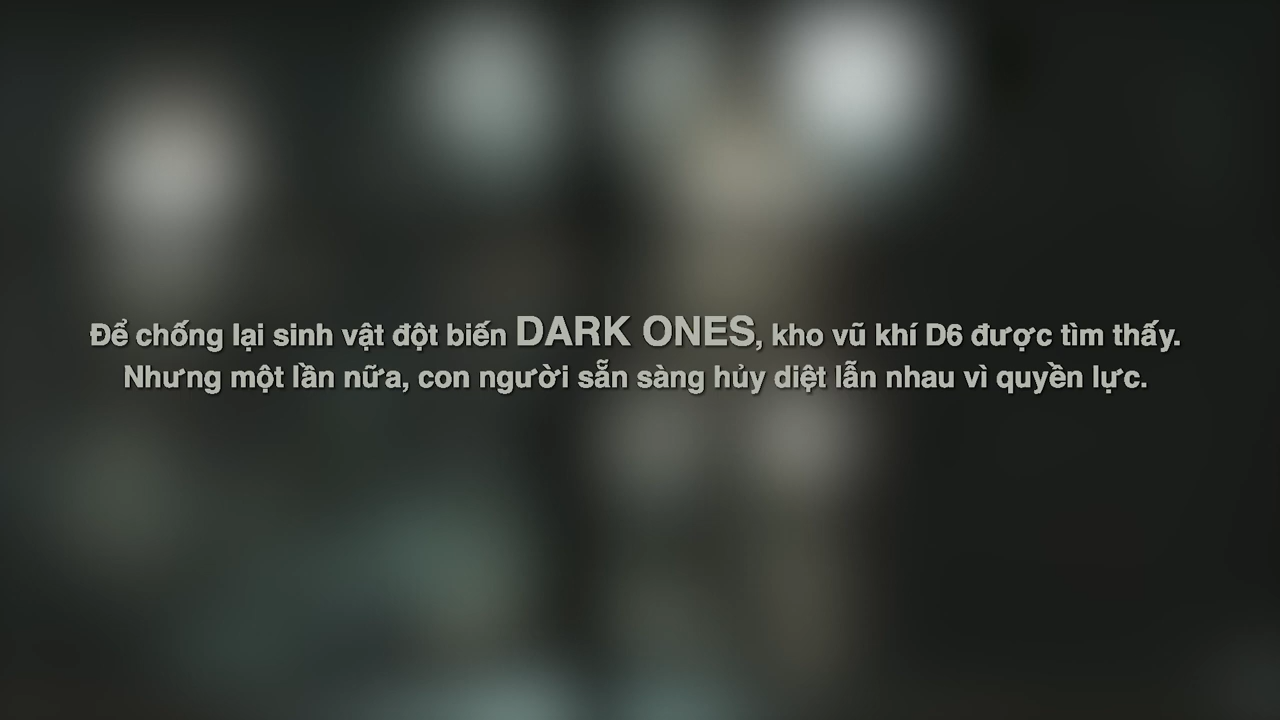 Để chống lại sinh vật đột biến DARK ONES, kho vũ khí D6 được tìm thấy.
Nhưng một lần nữa, con người sẵn sàng hủy diệt lẫn nhau vì quyền lực.